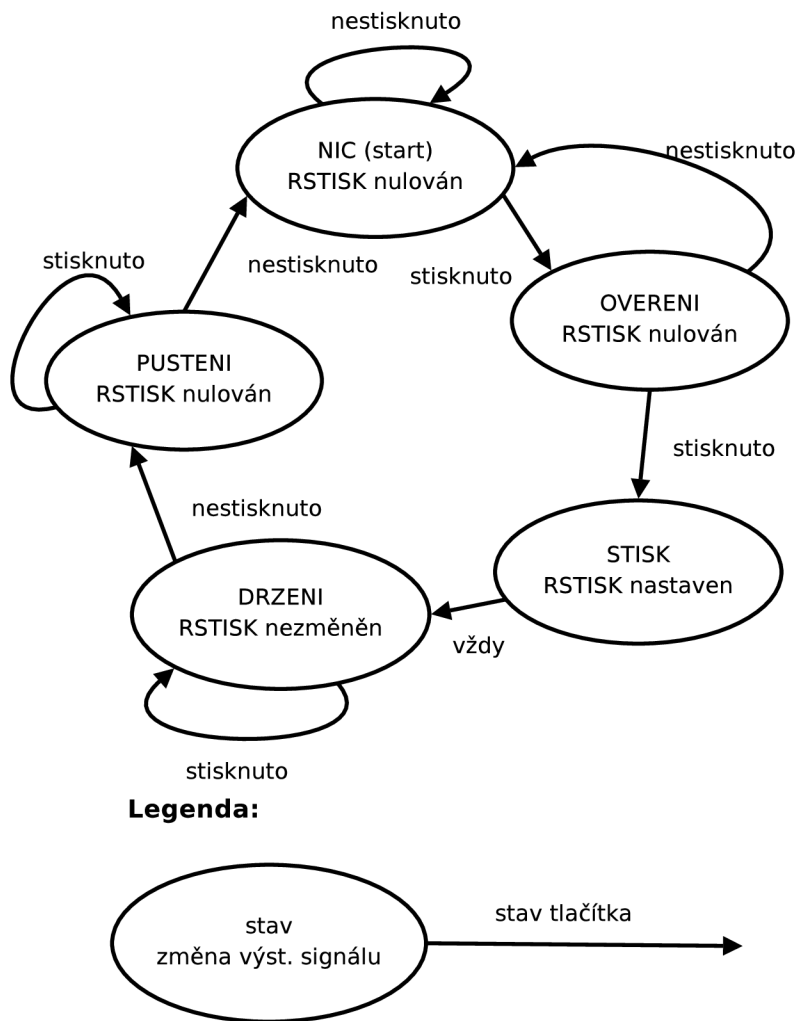 nestisknuto
NIC (start)
RSTISK nulován
nestisknuto
stisknuto
nestisknuto
stisknuto
OVERENI
RSTISK nulován
PUSTENI
RSTISK nulován
stisknuto
nestisknuto
STISK
RSTISK nastaven
DRZENI
RSTISK nezměněn
vždy
stisknuto
Legenda:
stav
změna výst. signálu
stav tlačítka